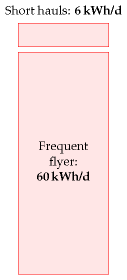 Short hauls: 6 kWh/d
Frequent
flyer:
60 kWh/d